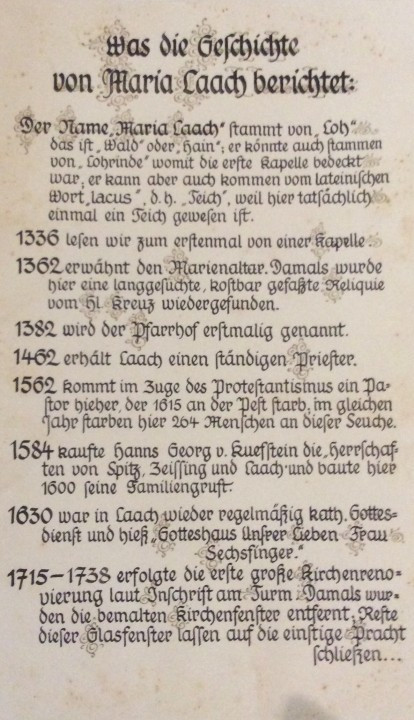 Was die Geschichte
von Maria Laach berichtet:
Der Name „Maria Laach" stammt von „Loh"
das ist „Wald" oder „Hain"; er könnte auch stammen
von „Lohrinde" womit die erste Kapelle bedeckt
war; er kann aber auch kommen vom lateinischen
Wort „lacus", d. h. „Teich", weil hier tatsächlich
einmal ein Teich gewesen ist.
1336 lesen wir zum erstenmal von einer Kapelle.
1362 erwähnt den Marienaltar. Damals wurde
hier eine langgesuchte, kostbar gefaßte Reliquie
vom Hl. Kreuz wiedergefunden.
1382 wird der Pfarrhof erstmalig genannt.
1462 erhält Laach einen ständigen Priester.
1562 kommt im Zuge des Protestantismus ein Pa-
stor hieher, der 1615 an der Pest starb; im gleichen
Jahr starben hier 264 Menschen an dieser Seuche.
1584 kaufte Hanns Georg v. Kuefstein die „Herrschaf-
ten von Spitz, Zeissing und Laach" und baute hier
1600 seine Familiengruft.
1630 war in Laach wieder regelmäßig kath. Gottes-
dienst und hieß „Gotteshaus Unsrer Lieben Frau
Sechsfinger."
1715-1738 erfolgte die erste große Kirchenreno-
vierung laut Inschrift am Turm. Damals wur-
den die bemalten Kirchenfenster entfernt. Reste
dieser Glasfenster lassen auf die einstige Pracht
schließen...